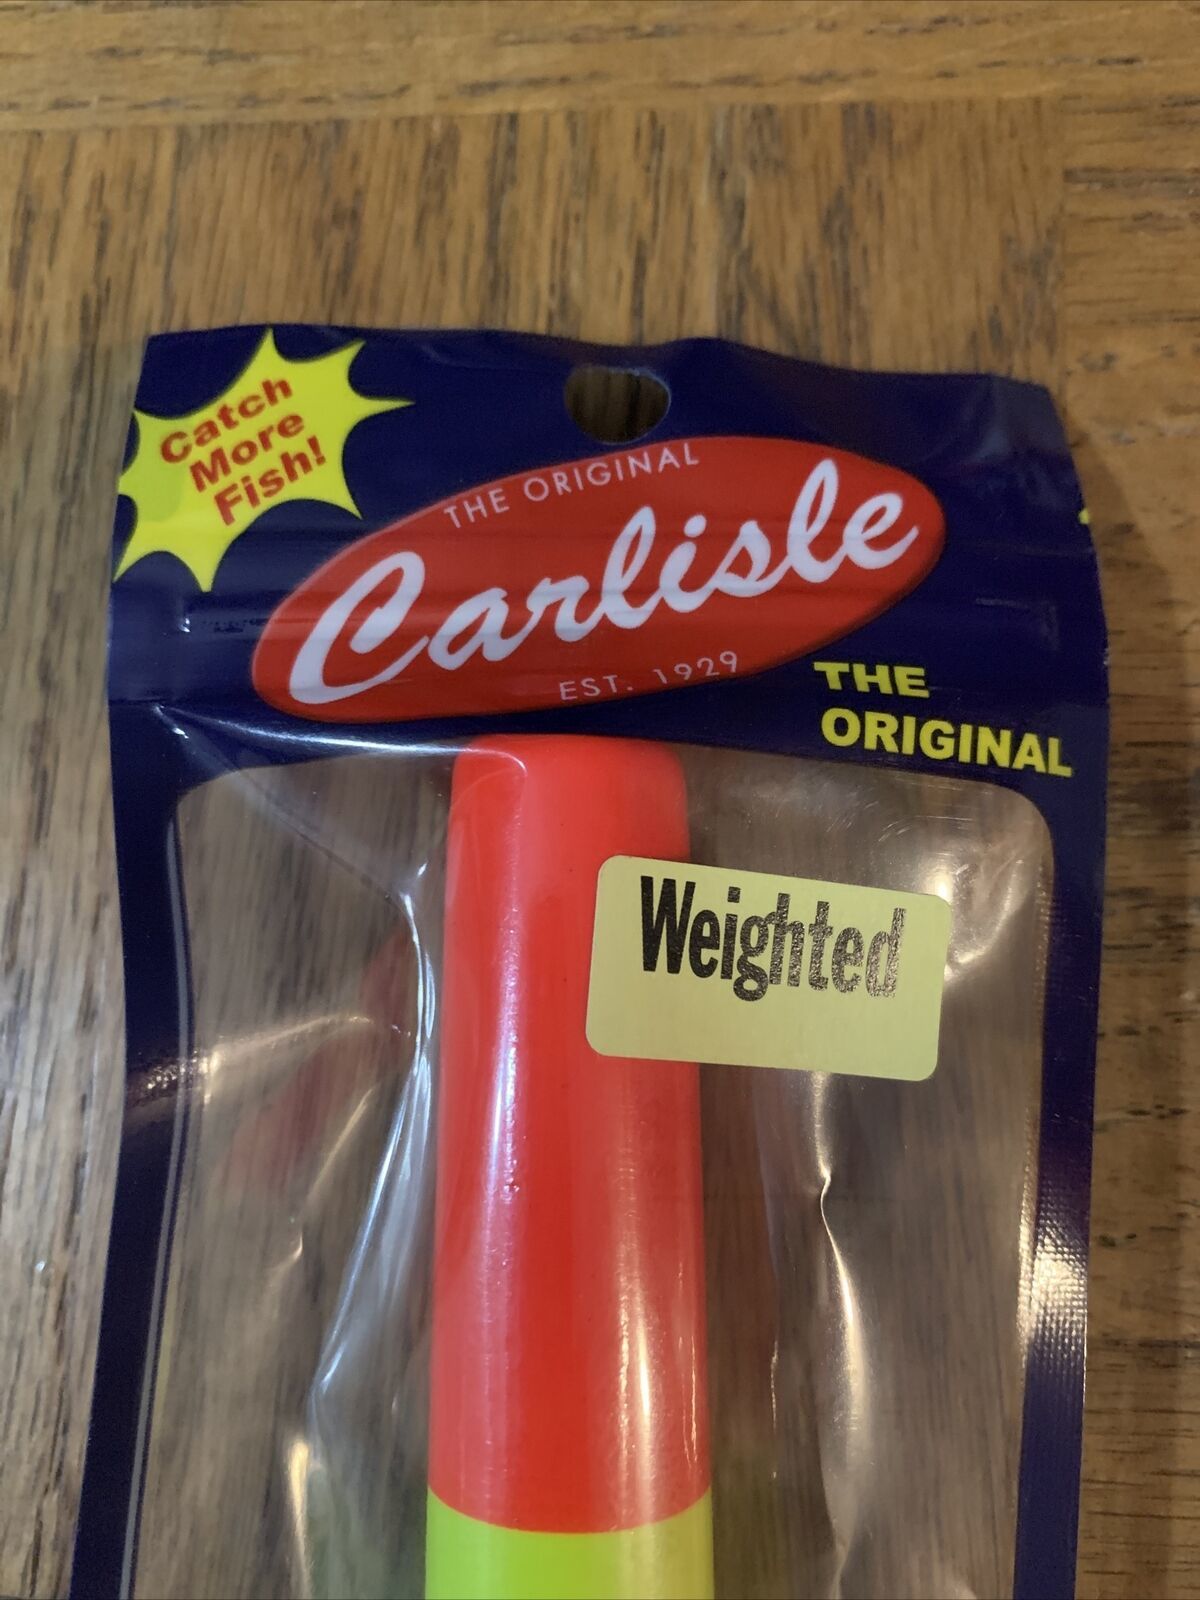 Catch
More
Fish!
THE ORIGINAL
Carlisle
EST. 1929
THE
ORIGINAL
Weighted